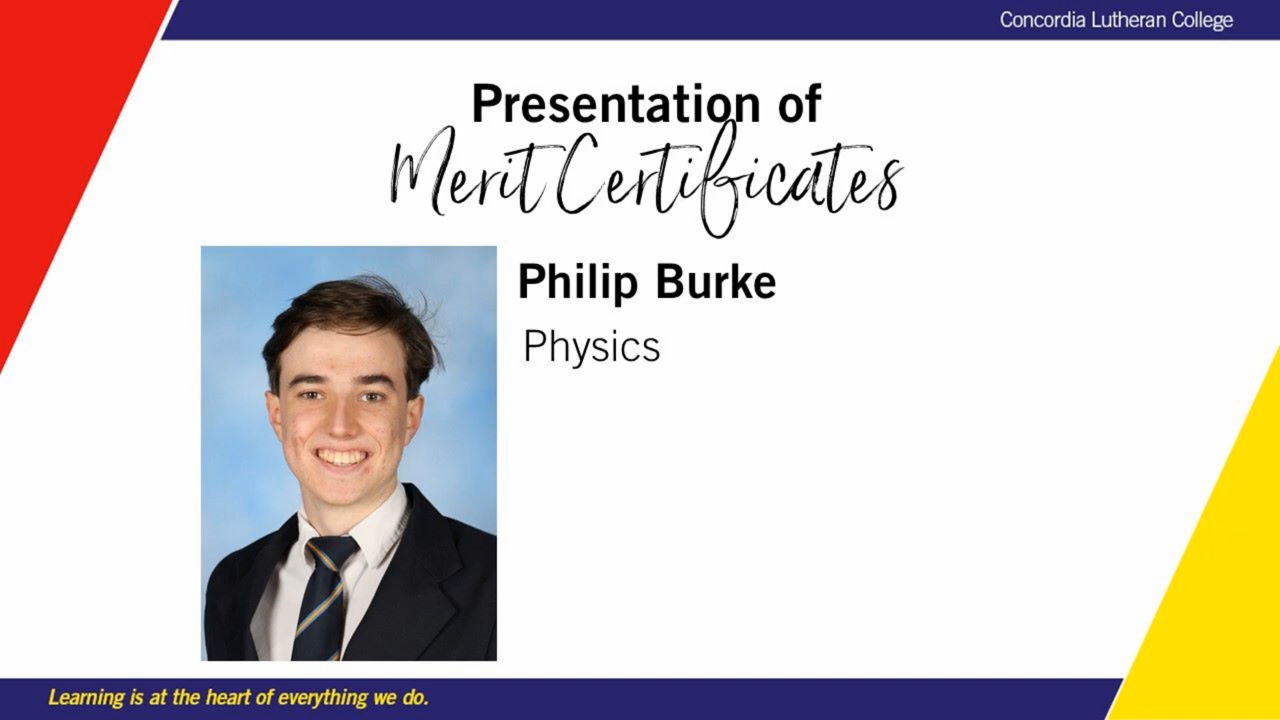 Concordia Lutheran College
Presentation of
Merit Certificates
Philip Burke
Physics
Learning is at the heart of everything we do.